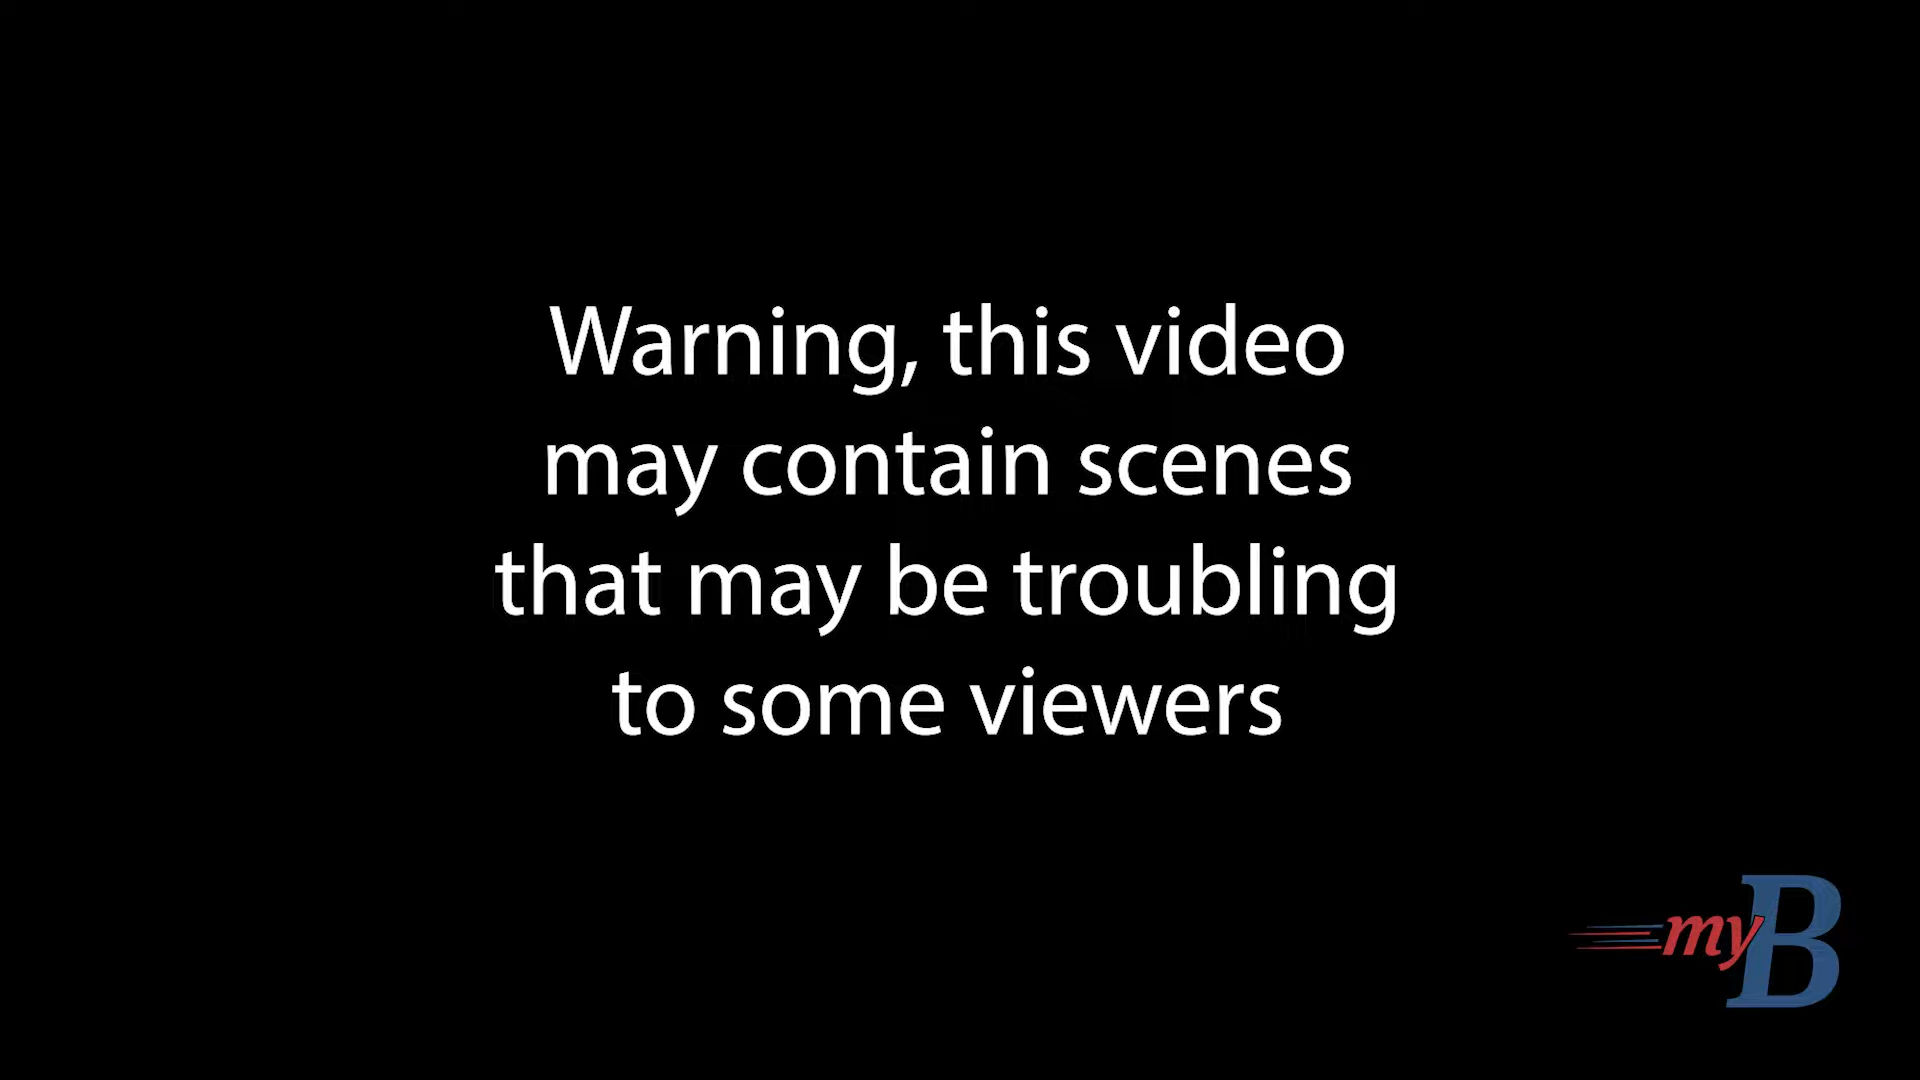 Warning, this video
may contain scenes
that may be troubling
to some viewers
myB